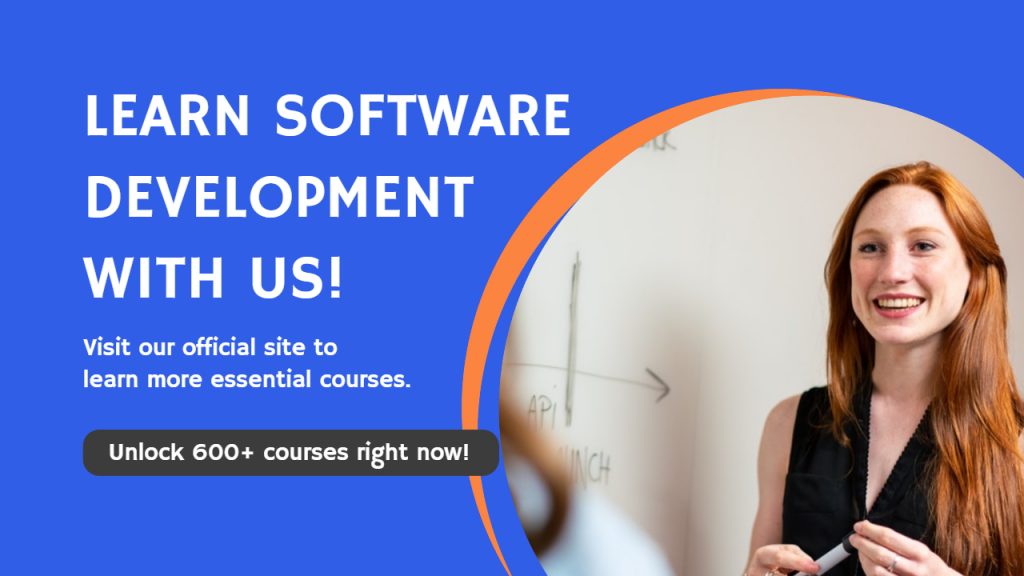 LEARN SOFTWARE
DEVELOPMENT
WITH US!
Visit our official site to
learn more essential courses.
Unlock 600+ courses right now!
API